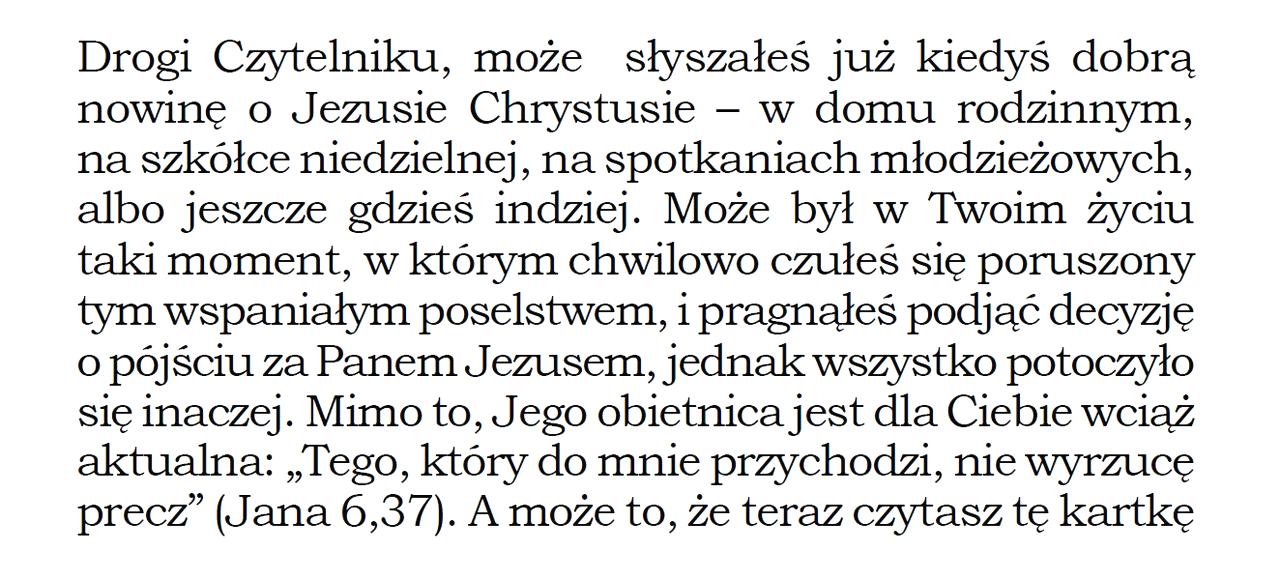 Drogi Czytelniku, może słyszałeś już kiedyś dobrą
nowinę o Jezusie Chrystusie – w domu rodzinnym,
na szkółce niedzielnej, na spotkaniach młodzieżowych,
albo jeszcze gdzieś indziej. Może był w Twoim życiu
taki moment, w którym chwilowo czułeś się poruszony
tym wspaniałym poselstwem, i pragnąłeś podjąć decyzję
o pójściu za Panem Jezusem, jednak wszystko potoczyło
się inaczej. Mimo to, Jego obietnica jest dla Ciebie wciąż
aktualna: „Tego, który do mnie przychodzi, nie wyrzucę
precz” (Jana 6,37). A może to, że teraz czytasz tę kartkę